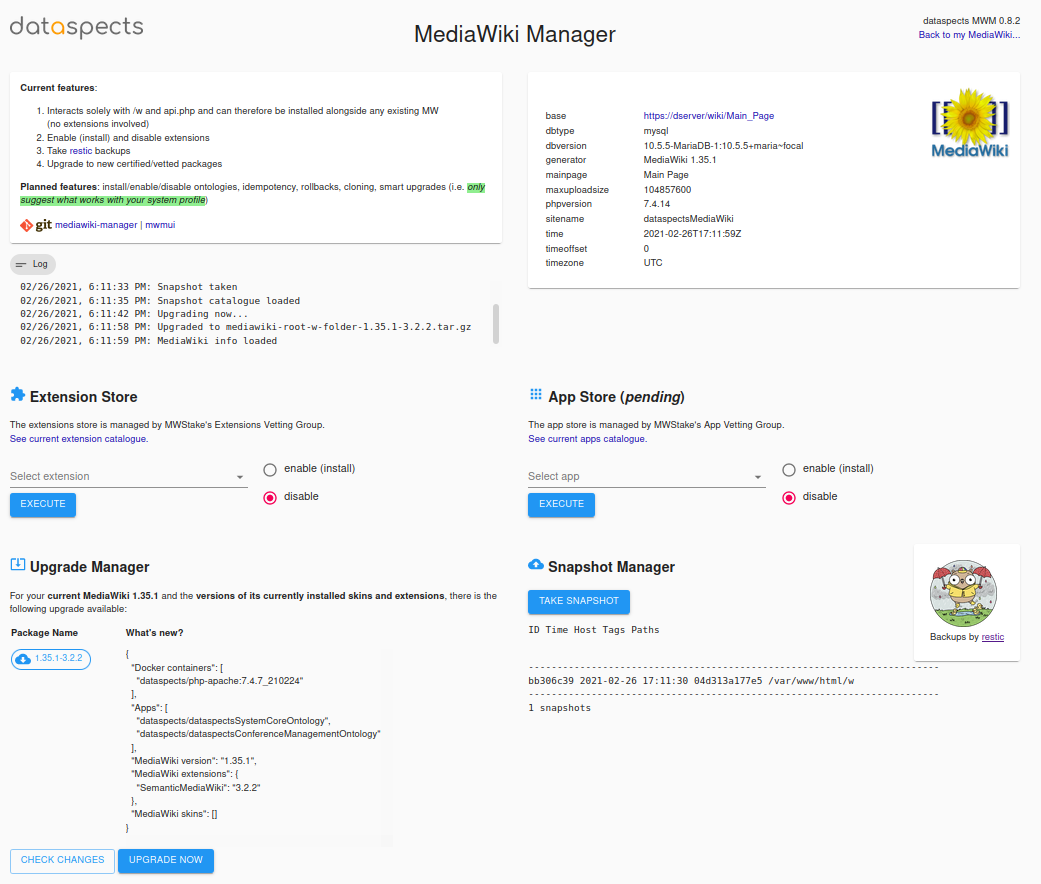 dataspects
MediaWiki Manager
dataspects MWM 0.8.2
Back to my MediaWiki...
Current features:
1. Interacts solely with /w and api.php and can therefore be installed alongside any existing MW
(no extensions involved)
2. Enable (install) and disable extensions
3. Take restic backups
4. Upgrade to new certified/vetted packages
Planned features: install/enable/disable ontologies, idempotency, rollbacks, cloning, smart upgrades (i.e. only
suggest what works with your system profile)
git mediawiki-manager | mwmui
base https://dserver/wiki/Main_Page
dbtype mysql
dbversion 10.5.5-MariaDB-1:10.5.5+maria~focal
generator MediaWiki 1.35.1
mainpage Main Page
maxuploadsize 104857600
phpversion 7.4.14
sitename dataspectsMediaWiki
time 2021-02-26T17:11:59Z
timeoffset 0
timezone UTC
MediaWiki
Log
02/26/2021, 6:11:33 PM: Snapshot taken
02/26/2021, 6:11:35 PM: Snapshot catalogue loaded
02/26/2021, 6:11:42 PM: Upgrading now...
02/26/2021, 6:11:58 PM: Upgraded to mediawiki-root-w-folder-1.35.1-3.2.2.tar.gz
02/26/2021, 6:11:59 PM: MediaWiki info loaded
Extension Store
The extensions store is managed by MWStake's Extensions Vetting Group.
See current extension catalogue.
Select extension
enable (install)
disable
EXECUTE
App Store (pending)
The app store is managed by MWStake's App Vetting Group.
See current apps catalogue.
Select app
enable (install)
disable
EXECUTE
Upgrade Manager
For your current MediaWiki 1.35.1 and the versions of its currently installed skins and extensions, there is the
following upgrade available:
Package Name What's new?
1.35.1-3.2.2
{
"Docker containers": [
"dataspects/php-apache:7.4.7_210224"
],
"Apps": [
"dataspects/dataspectsSystemCoreOntology",
"dataspects/dataspectsConferenceManagementOntology"
],
"MediaWiki version": "1.35.1",
"MediaWiki extensions": {
"SemanticMediaWiki": "3.2.2"
},
"MediaWiki skins": []
}
CHECK CHANGES UPGRADE NOW
Snapshot Manager
TAKE SNAPSHOT
Backups by restic
ID Time Host Tags Paths
--------------------------------------------------------------------------
bb306c39 2021-02-26 17:11:30 04d313a177e5 /var/www/html/w
--------------------------------------------------------------------------
1 snapshots